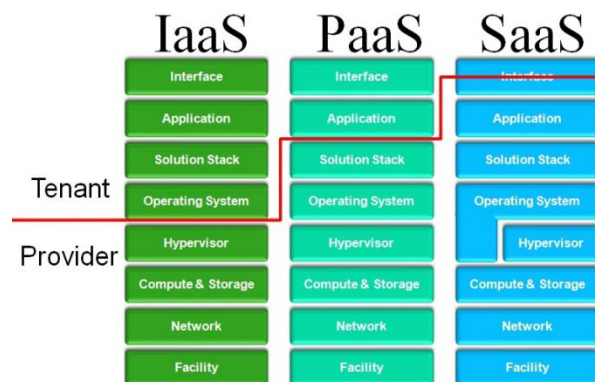 IaaS PaaS SaaS
Interface Interface Interface
Application Application Application
Solution Stack Solution Stack Solution Stack
Tenant
Operating System Operating System Operating System
Provider
Hypervisor Hypervisor Hypervisor
Compute & Storage Compute & Storage Compute & Storage
Network Network Network
Facility Facility Facility